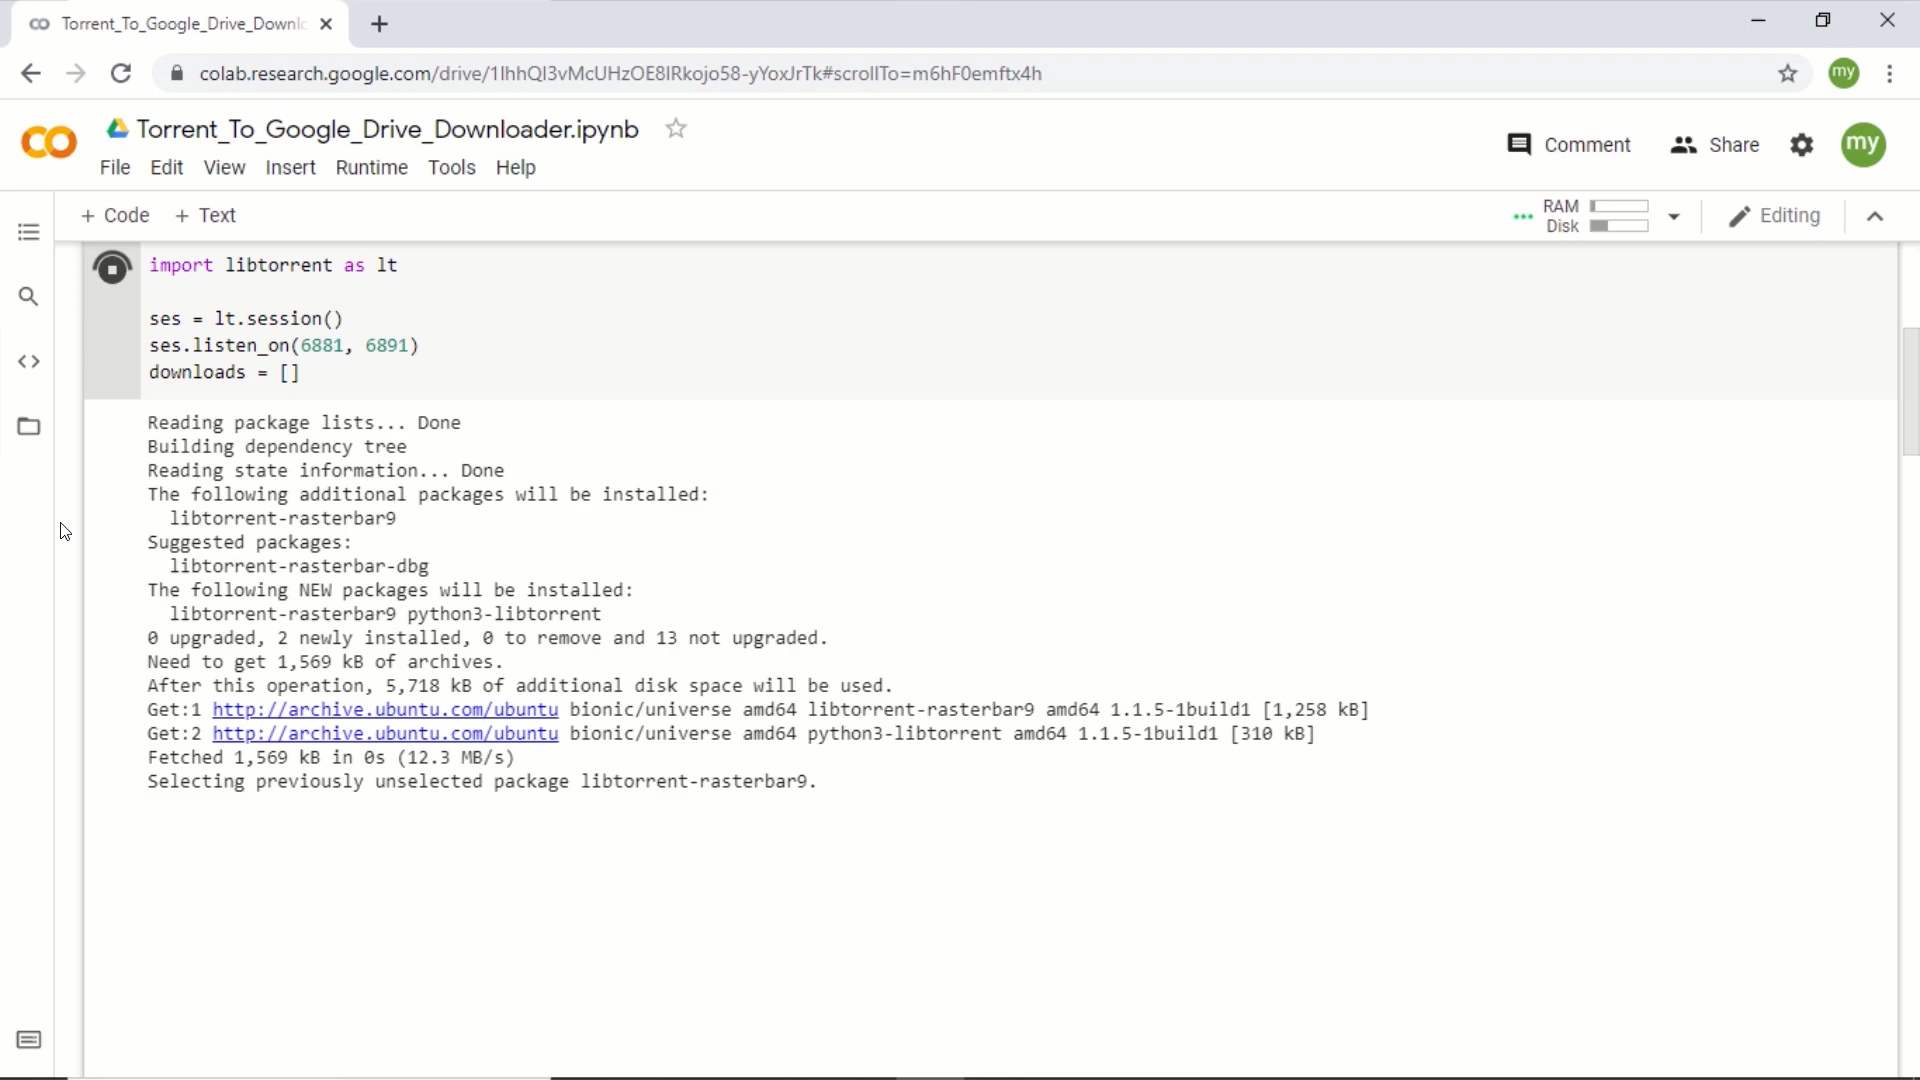 Torrent_To_Google_Drive_Downl
colab.research.google.com/drive/1IhhQI3vMcUHzOE8IRkojo58-yYoxJrTk#scrollTo=m6hF0emftx4h
my
Torrent_To_Google_Drive_Downloader.ipynb
File Edit View Insert Runtime Tools Help
Comment Share my
+ Code + Text
RAM
Disk
Editing
import libtorrent as lt
ses = lt.session()
ses.listen_on(6881, 6891)
downloads = []
Reading package lists... Done
Building dependency tree
Reading state information... Done
The following additional packages will be installed:
libtorrent-rasterbar9
Suggested packages:
libtorrent-rasterbar-dbg
The following NEW packages will be installed:
libtorrent-rasterbar9 python3-libtorrent
0 upgraded, 2 newly installed, 0 to remove and 13 not upgraded.
Need to get 1,569 kB of archives.
After this operation, 5,718 kB of additional disk space will be used.
Get:1 http://archive.ubuntu.com/ubuntu bionic/universe amd64 libtorrent-rasterbar9 amd64 1.1.5-1build1 [1,258 kB]
Get:2 http://archive.ubuntu.com/ubuntu bionic/universe amd64 python3-libtorrent amd64 1.1.5-1build1 [310 kB]
Fetched 1,569 kB in 0s (12.3 MB/s)
Selecting previously unselected package libtorrent-rasterbar9.